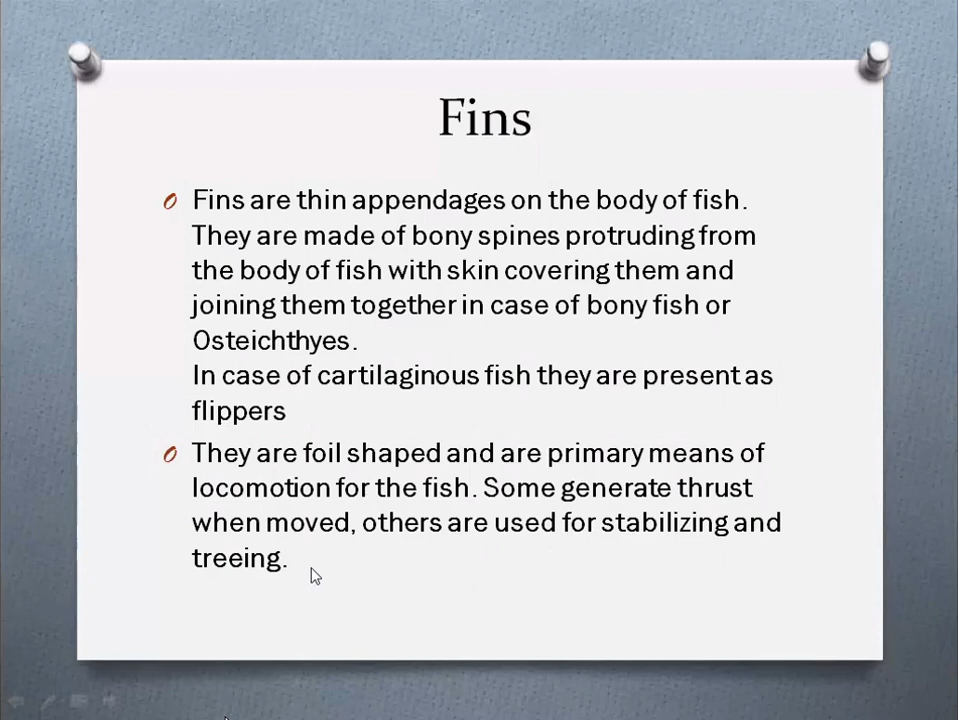 Fins
Fins are thin appendages on the body of fish.
They are made of bony spines protruding from
the body of fish with skin covering them and
joining them together in case of bony fish or
Osteichthyes.
In case of cartilaginous fish they are present as
flippers
They are foil shaped and are primary means of
locomotion for the fish. Some generate thrust
when moved, others are used for stabilizing and
treeing.